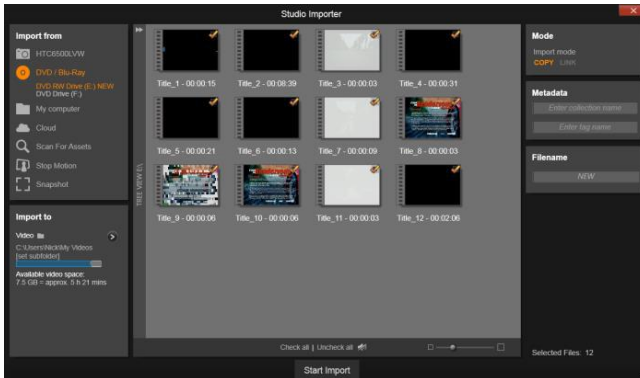 Studio Importer
Import from
HTC6500LVW
DVD / Blu-Ray
DVD RW Drive (E:) NEW
DVD Drive (F:)
My computer
Cloud
Scan For Assets
Stop Motion
Snapshot
Import to
Video
C:\Users\Nick\My Videos
[set subfolder]
Available video space:
7.5 GB = approx. 5 h 21 mins
TREE VIEW
Title_1 - 00:00:15
Title_2 - 00:08:39
Title_3 - 00:00:03
Title_4 - 00:00:31
Title_5 - 00:00:21
Title_6 - 00:00:13
Title_7 - 00:00:09
Title_8 - 00:00:03
Title_9 - 00:00:06
Title_10 - 00:00:06
Title_11 - 00:00:03
Title_12 - 00:02:06
Check all | Uncheck all
Start Import
Mode
Import mode
COPY LINK
Metadata
Enter collection name
Enter tag name
Filename
NEW
Selected Files: 12